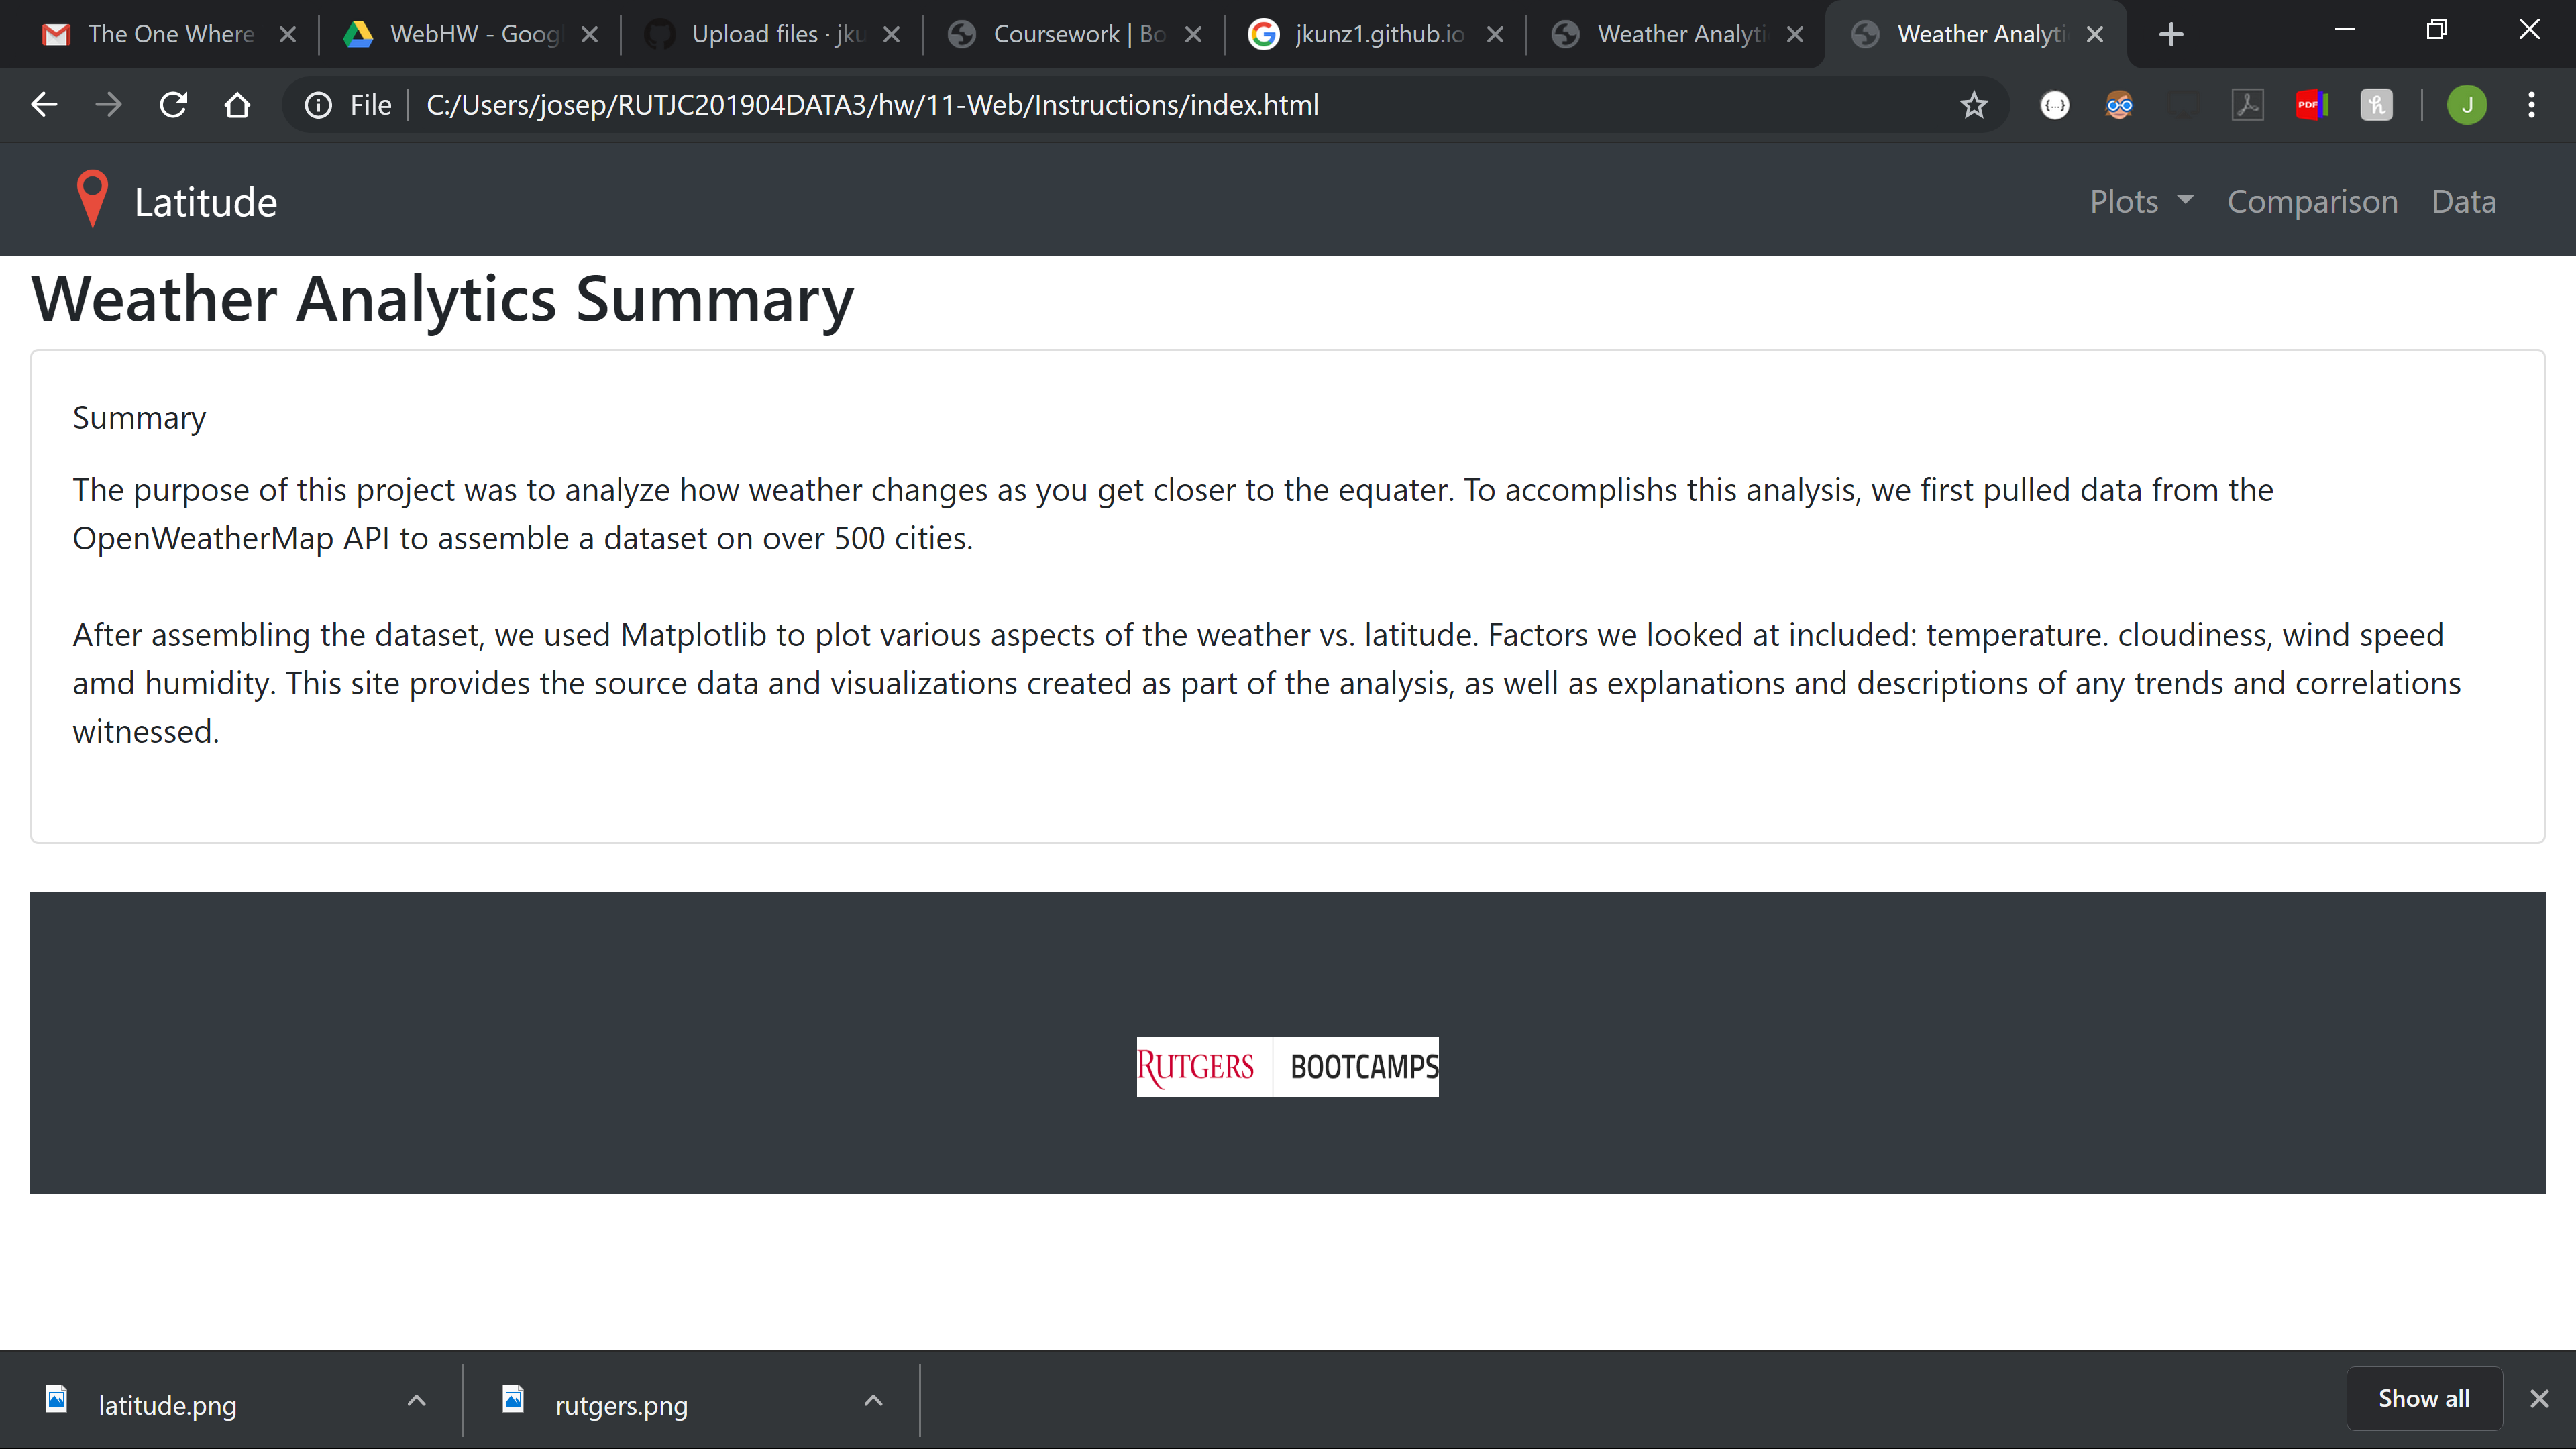 The One Where
WebHW - Goog
Upload files · jku
Coursework | Bo
jkunz1.github.io
Weather Analyti
Weather Analyti
File
C:/Users/josep/RUTJC201904DATA3/hw/11-Web/Instructions/index.html
{...}
PDF
h
J
Latitude
Plots
Comparison
Data
Weather Analytics Summary
Summary
The purpose of this project was to analyze how weather changes as you get closer to the equater. To accomplishs this analysis, we first pulled data from the
OpenWeatherMap API to assemble a dataset on over 500 cities.
After assembling the dataset, we used Matplotlib to plot various aspects of the weather vs. latitude. Factors we looked at included: temperature. cloudiness, wind speed
amd humidity. This site provides the source data and visualizations created as part of the analysis, as well as explanations and descriptions of any trends and correlations
witnessed.
RUTGERS BOOTCAMPS
latitude.png
rutgers.png
Show all